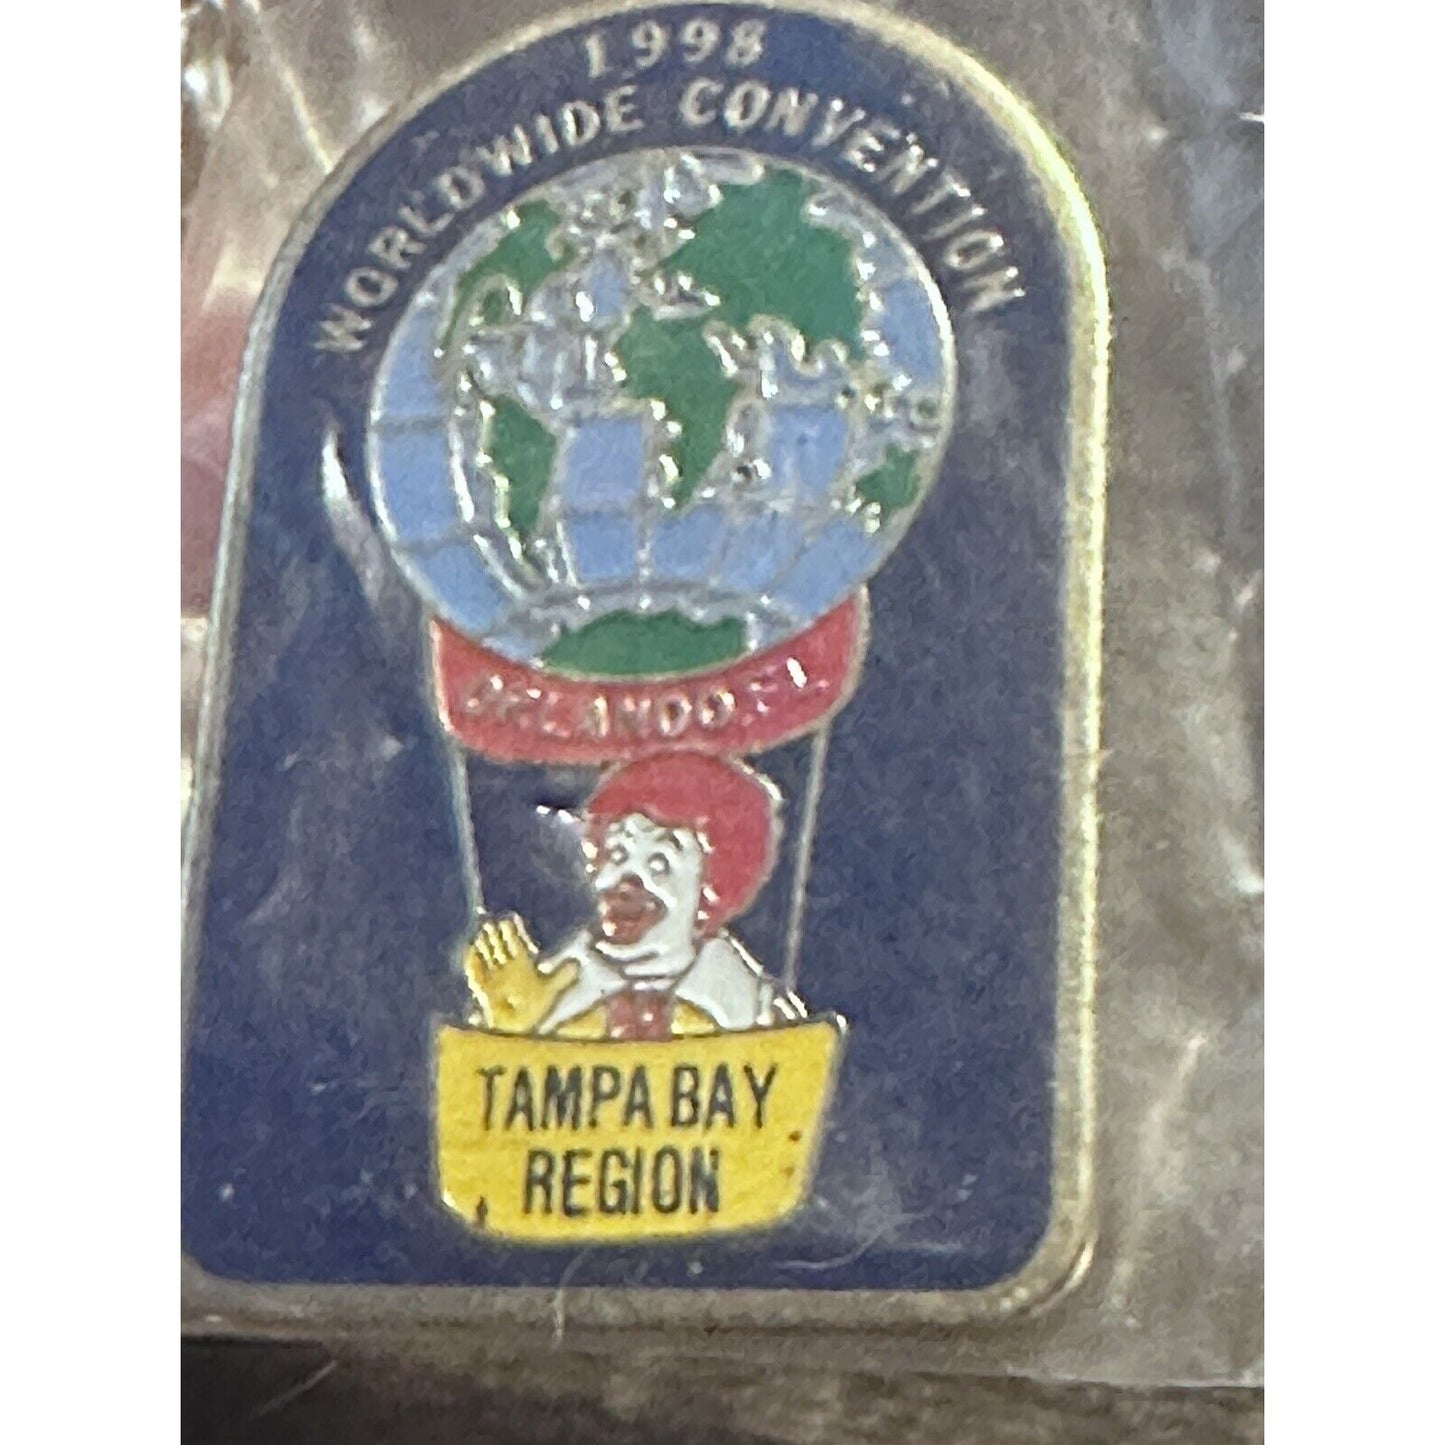 1998
WORLDWIDE CONVENTION
ORLANDO, FL.
TAMPA BAY
REGION